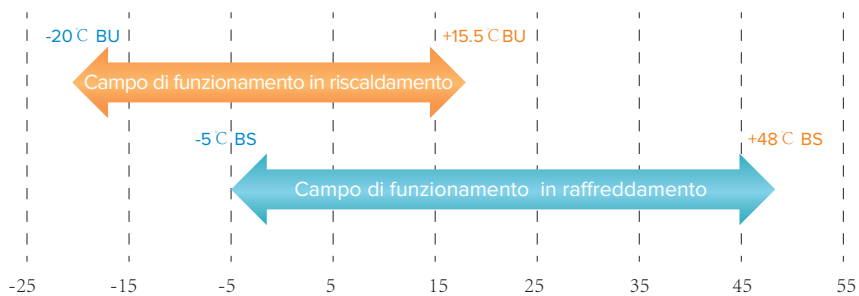 -20℃ BU +15.5℃BU
Campo di funzionamento in riscaldamento
-5℃ BS +48℃ BS
Campo di funzionamento in raffreddamento
-25 -15 -5 5 15 25 35 45 55